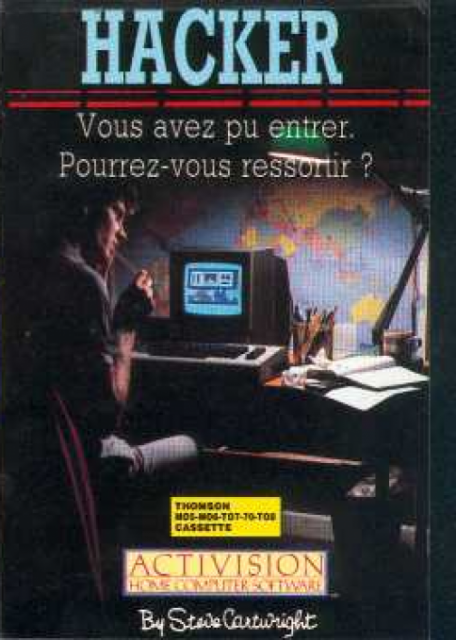 HACKER
Vous avez pu entrer.
Pourrez-vous ressortir ?
THOMSON
MO5-MO6-TO7-70-TO8
CASSETTE
ACTIVISION
HOME COMPUTER SOFTWARE
By Steve Cartwright